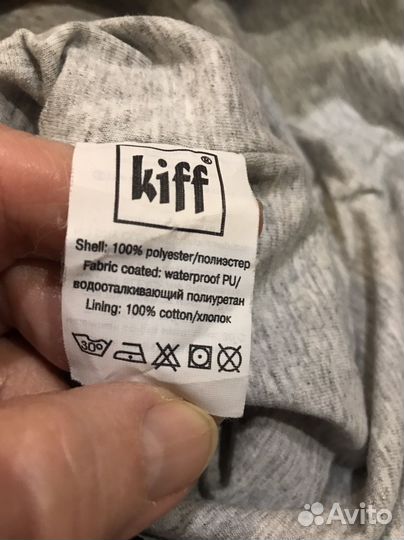 kiff®
Shell: 100% polyester/полиэстер
Fabric coated: waterproof PU/
водооталкивающий полиуретан
Lining: 100% cotton/хлопок
30°
Avito